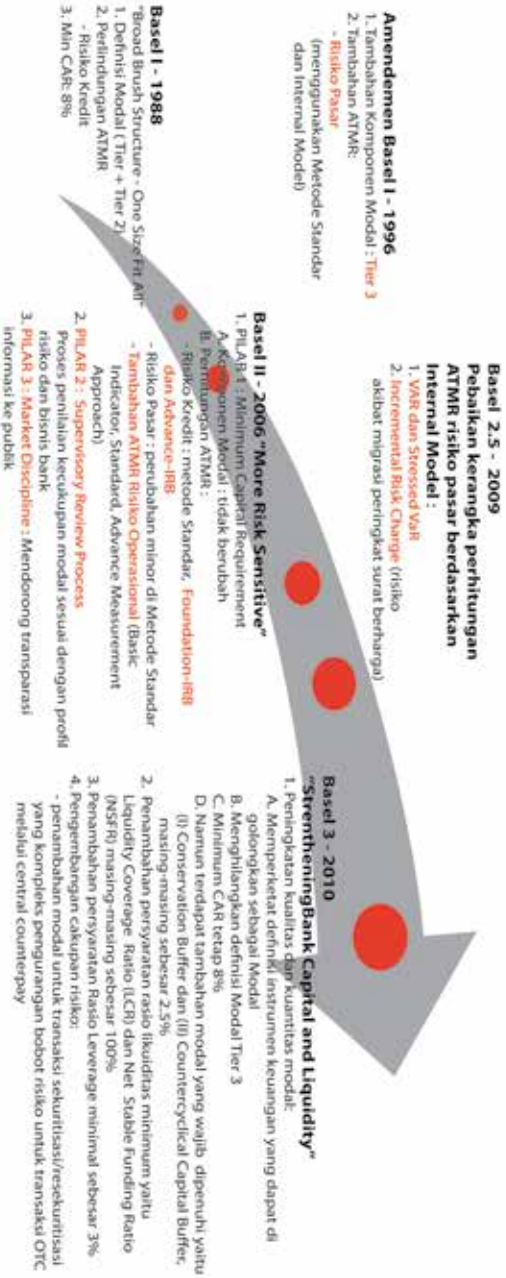 Basel I - 1988
"Broad Brush Structure - One Size Fit All"
1. Definisi Modal ( Tier + Tier 2)
2. Perlindungan ATMR
- Risiko Kredit
3. Min CAR: 8%
Amendemen Basel I - 1996
1. Tambahan Komponen Modal : Tier 3
2. Tambahan ATMR:
- Risiko Pasar
(menggunakan Metode Standar
dan Internal Model)
Basel II - 2006 "More Risk Sensitive"
1. PILAR 1 : Minimum Capital Requirement
A. Komponen Modal : tidak berubah
B. Perhitungan ATMR :
- Risiko Kredit : metode Standar, Foundation-IRB
dan Advance-IRB
- Risiko Pasar : perubahan minor di Metode Standar
- Tambahan ATMR Risiko Operasional (Basic
Indicator, Standard, Advance Measurement
Approach)
2. PILAR 2 : Supervisory Review Process
Proses penilaian kecukupan modal sesuai dengan profil
risiko dan bisnis bank
3. PILAR 3 : Market Discipline : Mendorong transparasi
informasi ke publik
Basel 2.5 - 2009
Pebaikan kerangka perhitungan
ATMR risiko pasar berdasarkan
Internal Model :
1. VAR dan Stressed VaR
2. Incremental Risk Charge (risiko
akibat migrasi peringkat surat berharga)
Basel 3 - 2010
"StrentheningBank Capital and Liquidity"
1. Peningkatan kualitas dan kuantitas modal:
A. Memperketat definisi instrumen keuangan yang dapat di
golongkan sebagai Modal
B. Menghilangkan definisi Modal Tier 3
C. Minimum CAR tetap 8%
D. Namun terdapat tambahan modal yang wajib dipenuhi yaitu
(I) Conservation Buffer dan (II) Countercyclical Capital Buffer,
masing-masing sebesar 2.5%
2. Penambahan persyaratan rasio likuiditas minimum yaitu
Liquidity Coverage Ratio (LCR) dan Net Stable Funding Ratio
(NSFR) masing-masing sebesar 100%
3. Penambahan persyaratan Rasio Leverage minimal sebesar 3%
4. Pengembangan cakupan risiko:
- penambahan modal untuk transaksi sekuritisasi/resekuritisasi
yang kompleks pengurangan bobot risiko untuk transaksi OTC
melalui central counterpay